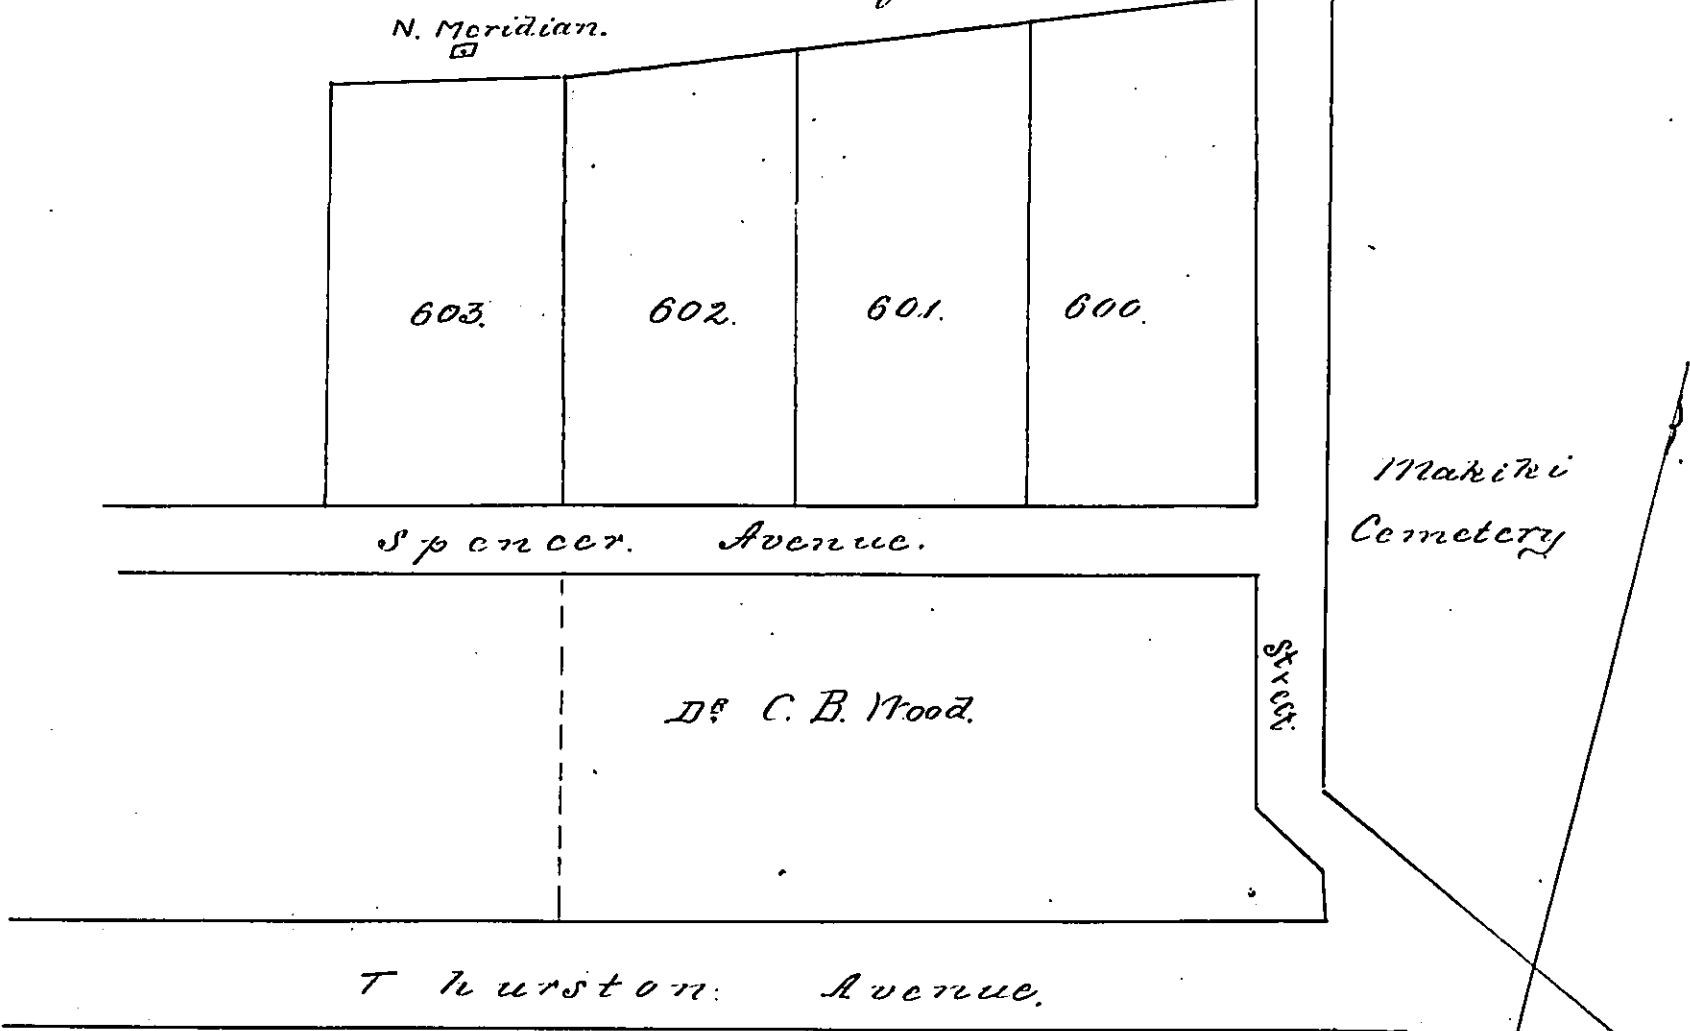 N. Meridian.
603. 602. 601. 600.
Makiki
Cemetery
Spencer. Avenue.
Street.
Dr. C. B. Wood.
Thurston. Avenue.